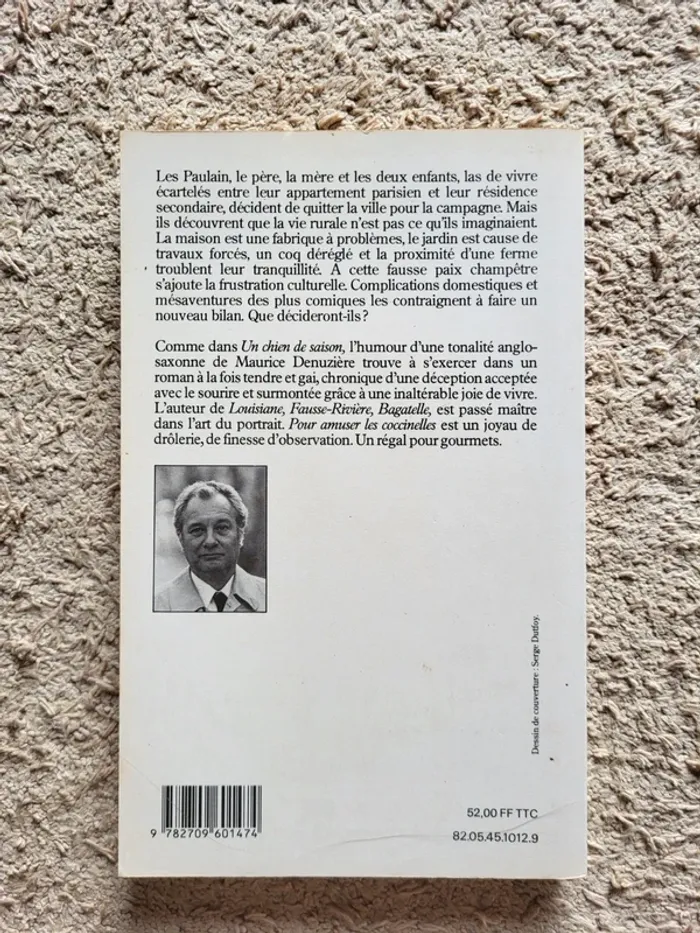 Les Paulain, le père, la mère et les deux enfants, las de vivre
écartelés entre leur appartement parisien et leur résidence
secondaire, décident de quitter la ville pour la campagne. Mais
ils découvrent que la vie rurale n'est pas ce qu'ils imaginaient.
La maison est une fabrique à problèmes, le jardin est cause de
travaux forcés, un coq déréglé et la proximité d'une ferme
troublent leur tranquillité. A cette fausse paix champêtre
s'ajoute la frustration culturelle. Complications domestiques et
mésaventures des plus comiques les contraignent à faire un
nouveau bilan. Que décideront-ils ?
Comme dans Un chien de saison, l'humour d'une tonalité anglo-
saxonne de Maurice Denuzière trouve à s'exercer dans un
roman à la fois tendre et gai, chronique d'une déception acceptée
avec le sourire et surmontée grâce à une inaltérable joie de vivre.
L'auteur de Louisiane, Fausse-Rivière, Bagatelle, est passé maître
dans l'art du portrait. Pour amuser les coccinelles est un joyau de
drôlerie, de finesse d'observation. Un régal pour gourmets.
Dessin de couverture : Serge Dutfoy.
9 782709 601474
52,00 FF TTC
82.05.45.1012.9